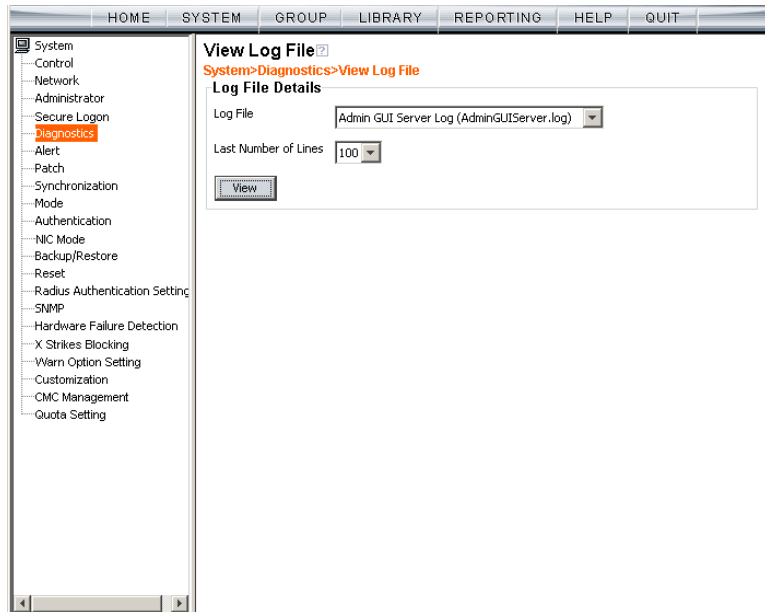 HOME SYSTEM GROUP LIBRARY REPORTING HELP QUIT
System
Control
Network
Administrator
Secure Logon
Diagnostics
Alert
Patch
Synchronization
Mode
Authentication
NIC Mode
Backup/Restore
Reset
Radius Authentication Setting
SNMP
Hardware Failure Detection
X Strikes Blocking
Warn Option Setting
Customization
CMC Management
Quota Setting
View Log File?
System>Diagnostics>View Log File
Log File Details
Log File Admin GUI Server Log (AdminGUIServer.log)
Last Number of Lines 100
View